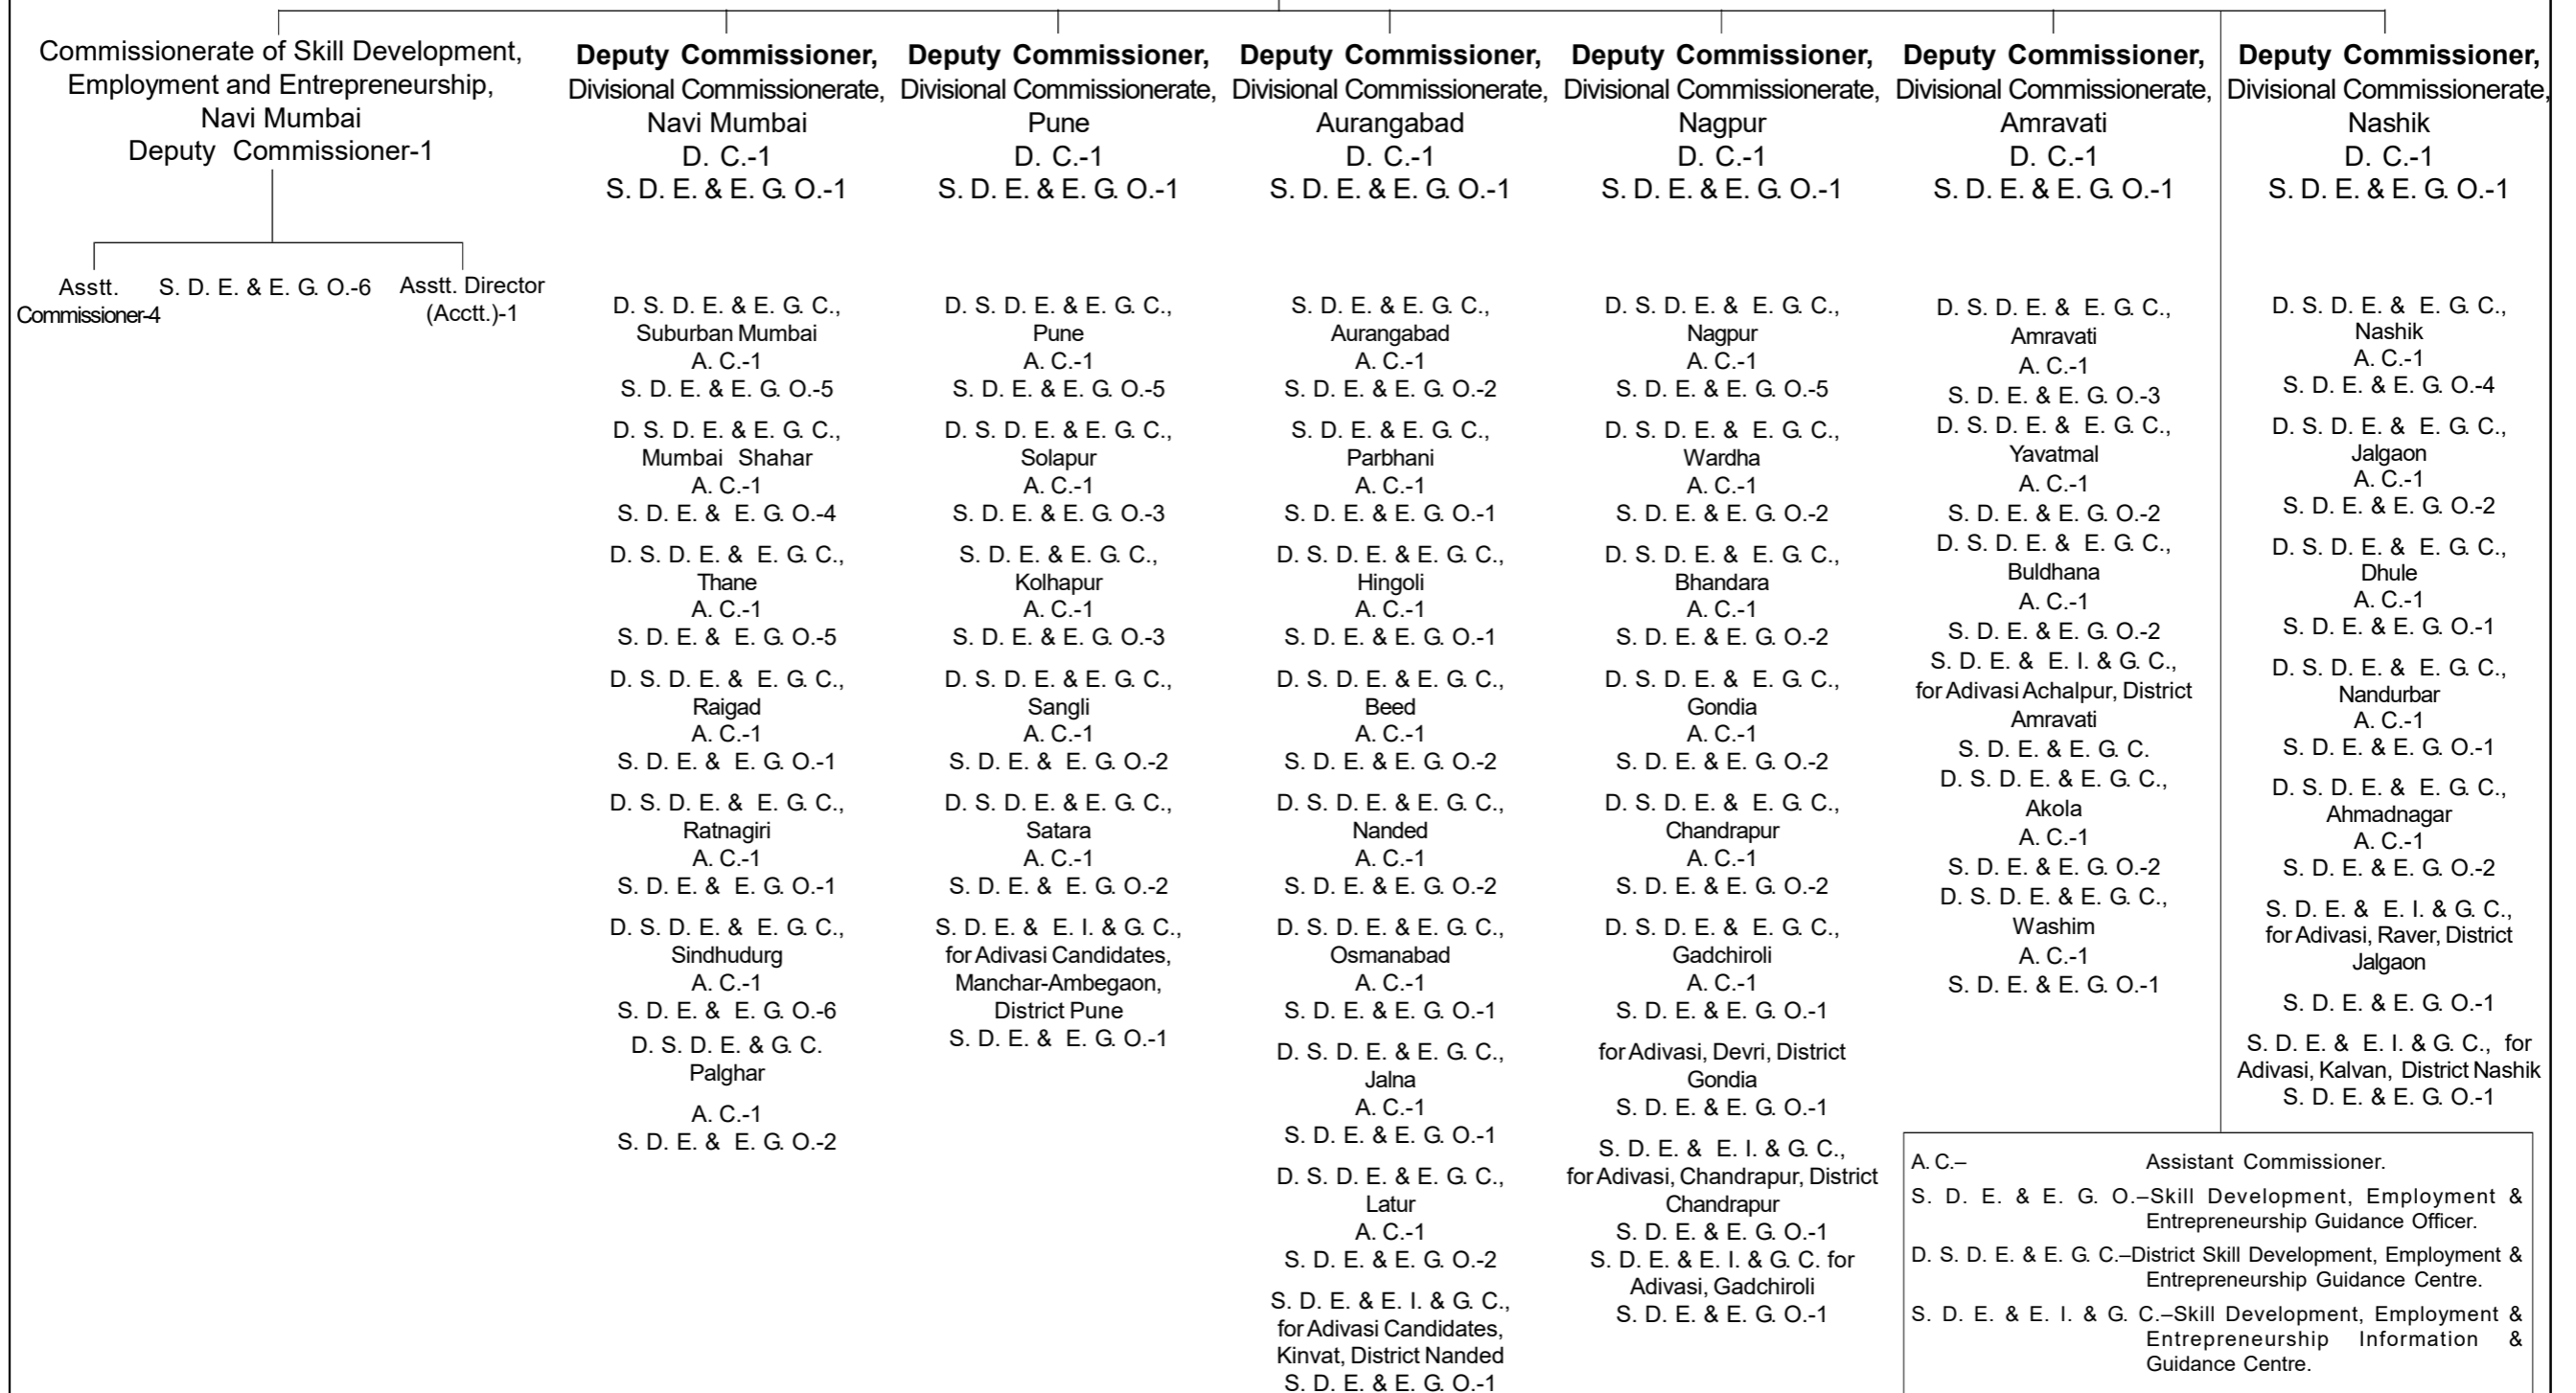 Commissionerate of Skill Development,
Employment and Entrepreneurship,
Navi Mumbai
Deputy Commissioner-1
Asstt.
Commissioner-4
S. D. E. & E. G. O.-6
Asstt. Director
(Acctt.)-1
Deputy Commissioner,
Divisional Commissionerate,
Navi Mumbai
D. C.-1
S. D. E. & E. G. O.-1
D. S. D. E. & E. G. C.,
Suburban Mumbai
A. C.-1
S. D. E. & E. G. O.-5
D. S. D. E. & E. G. C.,
Mumbai Shahar
A. C.-1
S. D. E. & E. G. O.-4
D. S. D. E. & E. G. C.,
Thane
A. C.-1
S. D. E. & E. G. O.-5
D. S. D. E. & E. G. C.,
Raigad
A. C.-1
S. D. E. & E. G. O.-1
D. S. D. E. & E. G. C.,
Ratnagiri
A. C.-1
S. D. E. & E. G. O.-1
D. S. D. E. & E. G. C.,
Sindhudurg
A. C.-1
S. D. E. & E. G. O.-6
D. S. D. E. & G. C.
Palghar
A. C.-1
S. D. E. & E. G. O.-2
Deputy Commissioner,
Divisional Commissionerate,
Pune
D. C.-1
S. D. E. & E. G. O.-1
D. S. D. E. & E. G. C.,
Pune
A. C.-1
S. D. E. & E. G. O.-5
D. S. D. E. & E. G. C.,
Solapur
A. C.-1
S. D. E. & E. G. O.-3
S. D. E. & E. G. C.,
Kolhapur
A. C.-1
S. D. E. & E. G. O.-3
D. S. D. E. & E. G. C.,
Sangli
A. C.-1
S. D. E. & E. G. O.-2
D. S. D. E. & E. G. C.,
Satara
A. C.-1
S. D. E. & E. G. O.-2
S. D. E. & E. I. & G. C.,
for Adivasi Candidates,
Manchar-Ambegaon,
District Pune
S. D. E. & E. G. O.-1
Deputy Commissioner,
Divisional Commissionerate,
Aurangabad
D. C.-1
S. D. E. & E. G. O.-1
S. D. E. & E. G. C.,
Aurangabad
A. C.-1
S. D. E. & E. G. O.-2
S. D. E. & E. G. C.,
Parbhani
A. C.-1
S. D. E. & E. G. O.-1
D. S. D. E. & E. G. C.,
Hingoli
A. C.-1
S. D. E. & E. G. O.-1
D. S. D. E. & E. G. C.,
Beed
A. C.-1
S. D. E. & E. G. O.-2
D. S. D. E. & E. G. C.,
Nanded
A. C.-1
S. D. E. & E. G. O.-2
D. S. D. E. & E. G. C.,
Osmanabad
A. C.-1
S. D. E. & E. G. O.-1
D. S. D. E. & E. G. C.,
Jalna
A. C.-1
S. D. E. & E. G. O.-1
D. S. D. E. & E. G. C.,
Latur
A. C.-1
S. D. E. & E. G. O.-2
S. D. E. & E. I. & G. C.,
for Adivasi Candidates,
Kinvat, District Nanded
S. D. E. & E. G. O.-1
Deputy Commissioner,
Divisional Commissionerate,
Nagpur
D. C.-1
S. D. E. & E. G. O.-1
D. S. D. E. & E. G. C.,
Nagpur
A. C.-1
S. D. E. & E. G. O.-5
D. S. D. E. & E. G. C.,
Wardha
A. C.-1
S. D. E. & E. G. O.-2
D. S. D. E. & E. G. C.,
Bhandara
A. C.-1
S. D. E. & E. G. O.-2
D. S. D. E. & E. G. C.,
Gondia
A. C.-1
S. D. E. & E. G. O.-2
D. S. D. E. & E. G. C.,
Chandrapur
A. C.-1
S. D. E. & E. G. O.-2
D. S. D. E. & E. G. C.,
Gadchiroli
A. C.-1
S. D. E. & E. G. O.-1
for Adivasi, Devri, District
Gondia
S. D. E. & E. G. O.-1
S. D. E. & E. I. & G. C.,
for Adivasi, Chandrapur, District
Chandrapur
S. D. E. & E. G. O.-1
S. D. E. & E. I. & G. C. for
Adivasi, Gadchiroli
S. D. E. & E. G. O.-1
Deputy Commissioner,
Divisional Commissionerate,
Amravati
D. C.-1
S. D. E. & E. G. O.-1
D. S. D. E. & E. G. C.,
Amravati
A. C.-1
S. D. E. & E. G. O.-3
D. S. D. E. & E. G. C.,
Yavatmal
A. C.-1
S. D. E. & E. G. O.-2
D. S. D. E. & E. G. C.,
Buldhana
A. C.-1
S. D. E. & E. G. O.-2
S. D. E. & E. I. & G. C.,
for Adivasi Achalpur, District
Amravati
S. D. E. & E. G. C.
D. S. D. E. & E. G. C.,
Akola
A. C.-1
S. D. E. & E. G. O.-2
D. S. D. E. & E. G. C.,
Washim
A. C.-1
S. D. E. & E. G. O.-1
Deputy Commissioner,
Divisional Commissionerate,
Nashik
D. C.-1
S. D. E. & E. G. O.-1
D. S. D. E. & E. G. C.,
Nashik
A. C.-1
S. D. E. & E. G. O.-4
D. S. D. E. & E. G. C.,
Jalgaon
A. C.-1
S. D. E. & E. G. O.-2
D. S. D. E. & E. G. C.,
Dhule
A. C.-1
S. D. E. & E. G. O.-1
D. S. D. E. & E. G. C.,
Nandurbar
A. C.-1
S. D. E. & E. G. O.-1
D. S. D. E. & E. G. C.,
Ahmadnagar
A. C.-1
S. D. E. & E. G. O.-2
S. D. E. & E. I. & G. C.,
for Adivasi, Raver, District
Jalgaon
S. D. E. & E. G. O.-1
S. D. E. & E. I. & G. C., for
Adivasi, Kalvan, District Nashik
S. D. E. & E. G. O.-1
A. C.– Assistant Commissioner.
S. D. E. & E. G. O.–Skill Development, Employment &
Entrepreneurship Guidance Officer.
D. S. D. E. & E. G. C.–District Skill Development, Employment &
Entrepreneurship Guidance Centre.
S. D. E. & E. I. & G. C.–Skill Development, Employment &
Entrepreneurship Information &
Guidance Centre.